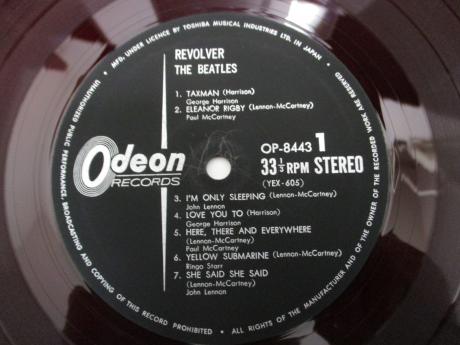 • MFD. UNDER LICENCE BY TOSHIBA MUSICAL INDUSTRIES LTD. IN JAPAN • ALL RIGHTS OF THE MANUFACTURER AND OF THE OWNER OF THE RECORDED WORK ARE RESERVED • UNAUTHORIZED PUBLIC PERFORMANCE, BROADCASTING AND COPYING OF THIS RECORD PROHIBITED
REVOLVER
THE BEATLES
1. TAXMAN (Harrison)
George Harrison
2. ELEANOR RIGBY (Lennon-McCartney)
Paul McCartney
Odeon
RECORDS
OP-8443 1
33⅓ RPM STEREO
(YEX-605)
3. I'M ONLY SLEEPING (Lennon-McCartney)
John Lennon
4. LOVE YOU TO (Harrison)
George Harrison
5. HERE, THERE AND EVERYWHERE
(Lennon-McCartney)
Paul McCartney
6. YELLOW SUBMARINE (Lennon-McCartney)
Ringo Starr
7. SHE SAID SHE SAID
(Lennon-McCartney)
John Lennon